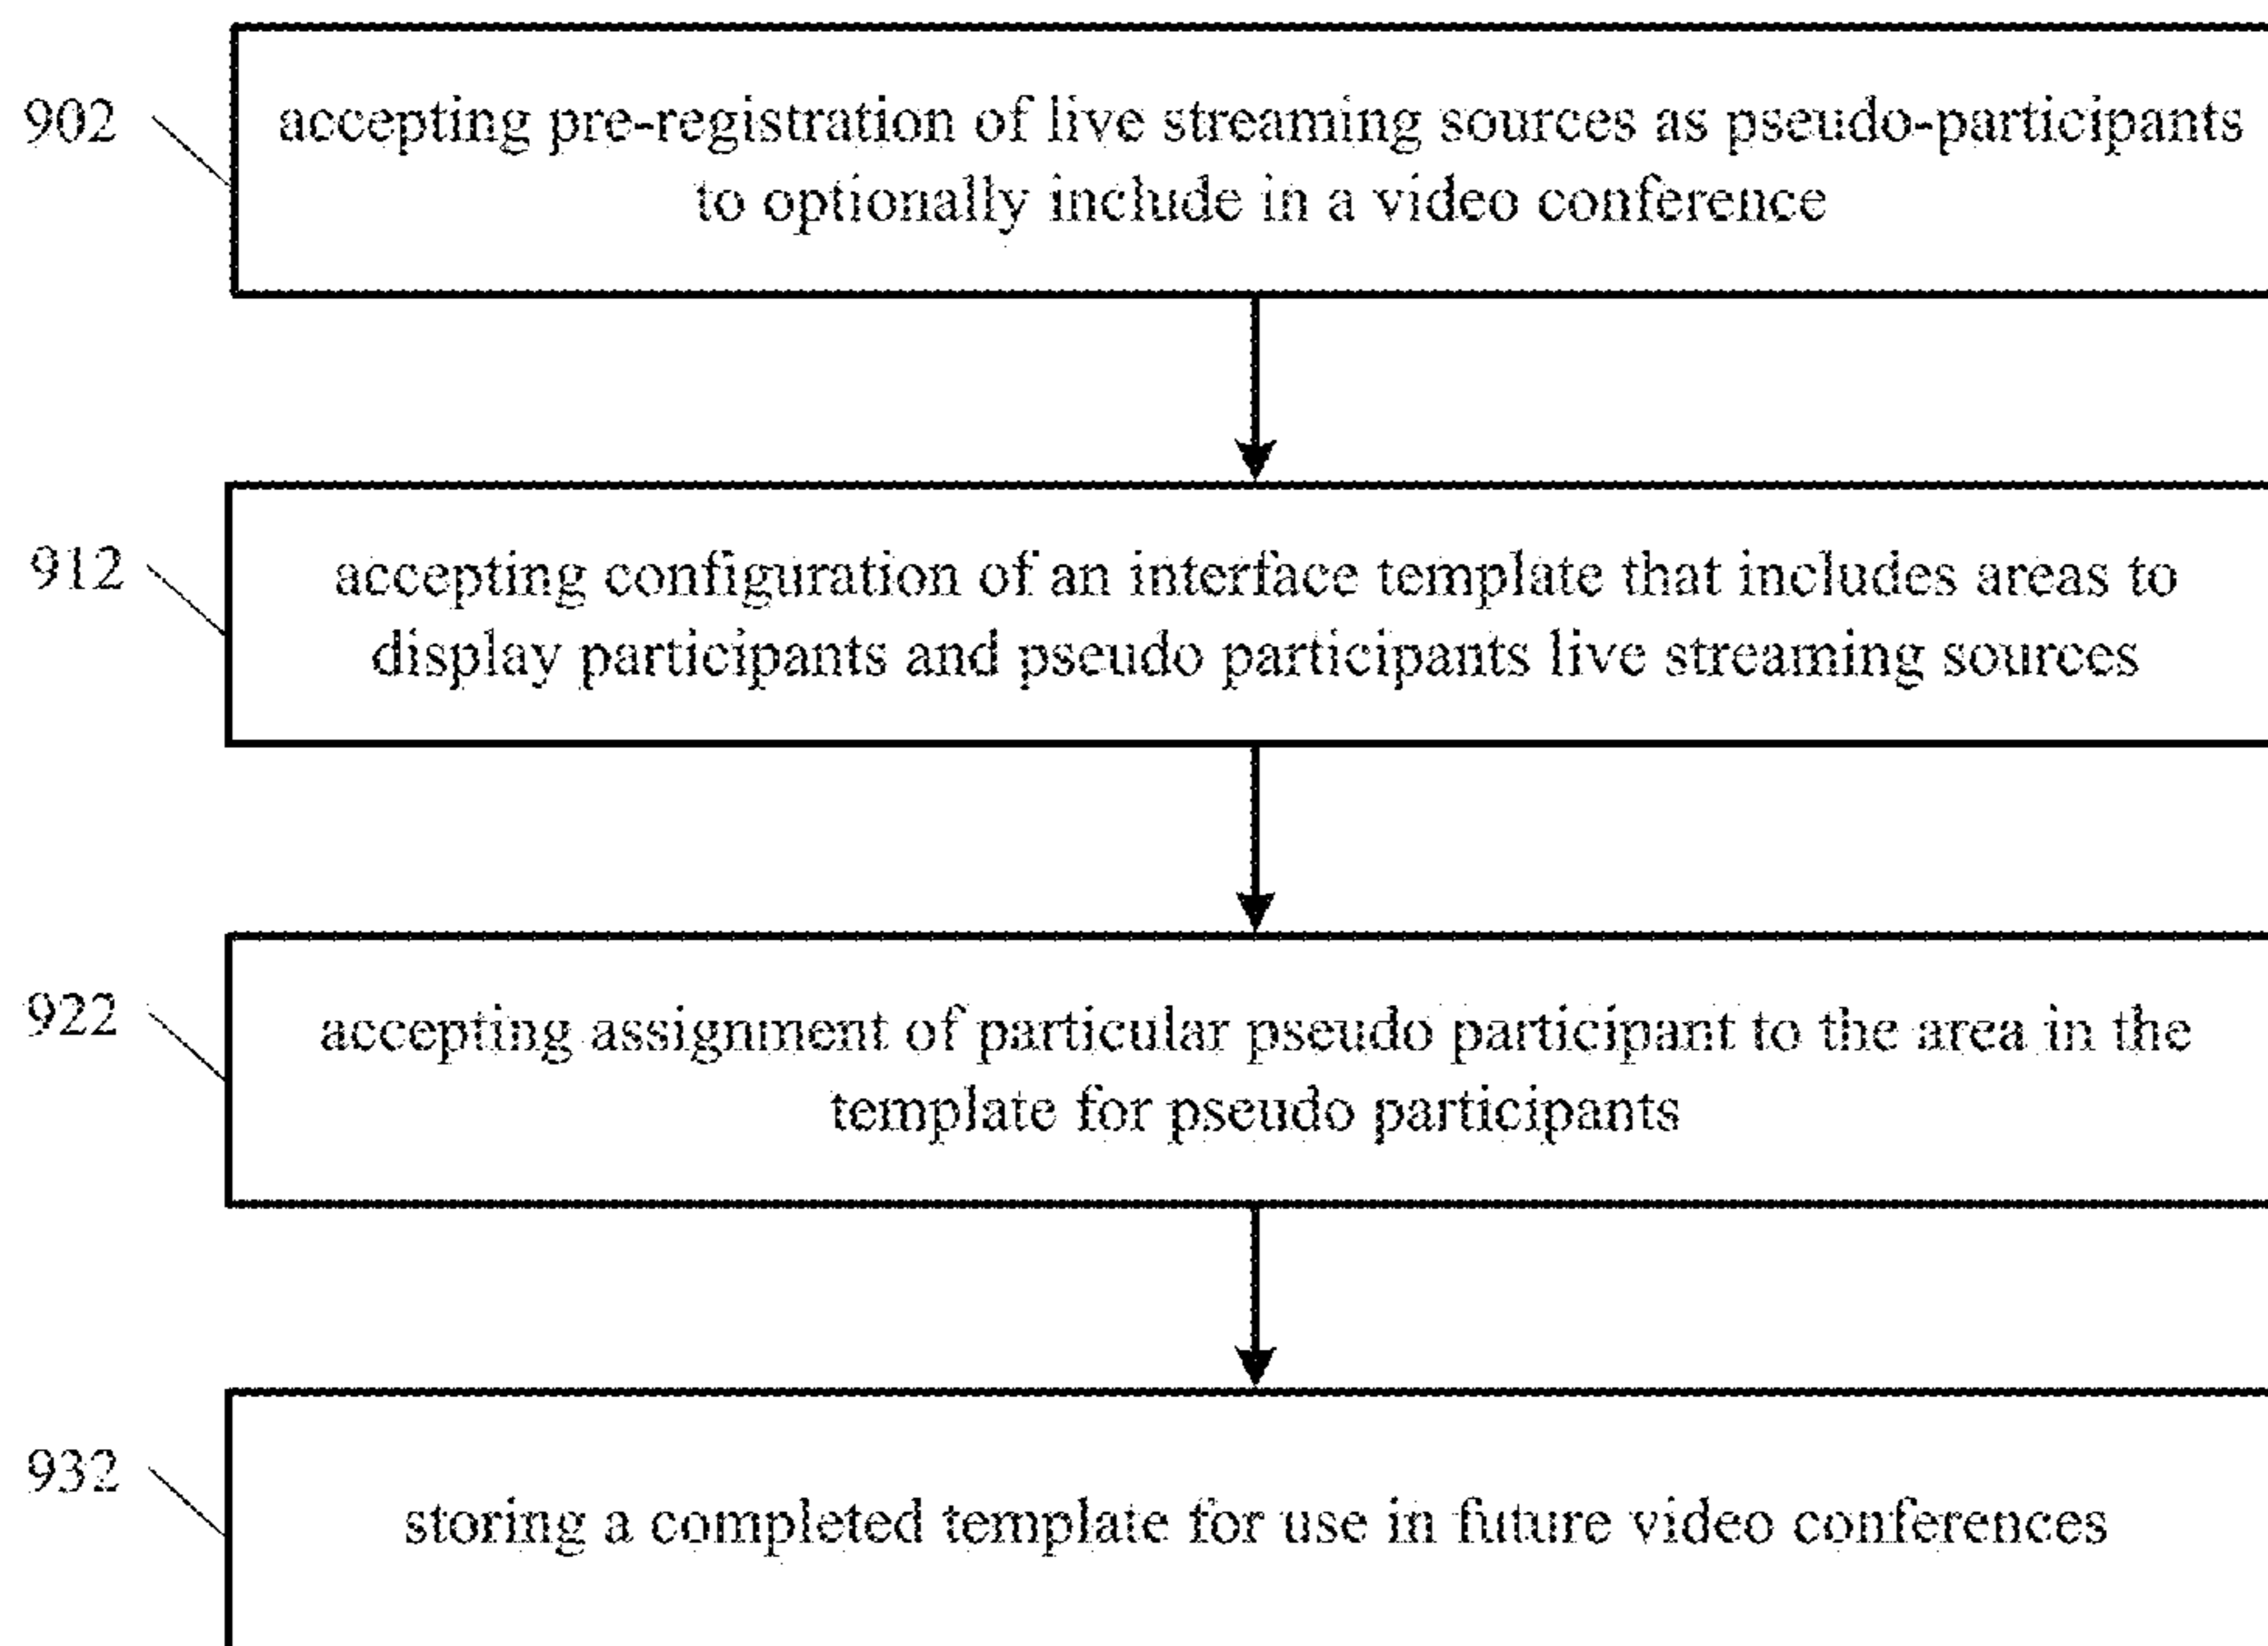 902
accepting pre-registration of live streaming sources as pseudo-participants
to optionally include in a video conference
912
accepting configuration of an interface template that includes areas to
display participants and pseudo participants live streaming sources
922
accepting assignment of particular pseudo participant to the area in the
template for pseudo participants
932
storing a completed template for use in future video conferences